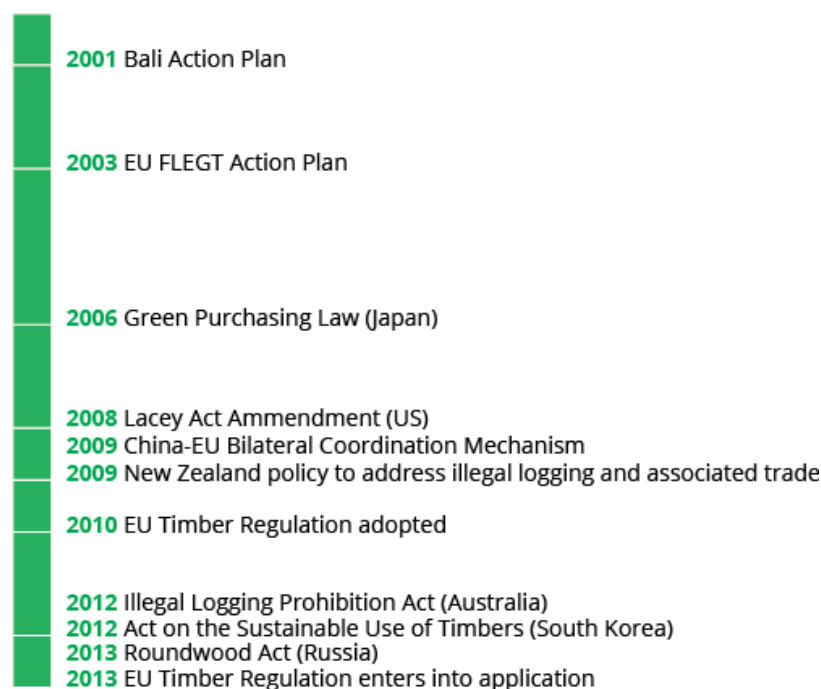 2001 Bali Action Plan
2003 EU FLEGT Action Plan
2006 Green Purchasing Law (Japan)
2008 Lacey Act Ammendment (US)
2009 China-EU Bilateral Coordination Mechanism
2009 New Zealand policy to address illegal logging and associated trade
2010 EU Timber Regulation adopted
2012 Illegal Logging Prohibition Act (Australia)
2012 Act on the Sustainable Use of Timbers (South Korea)
2013 Roundwood Act (Russia)
2013 EU Timber Regulation enters into application